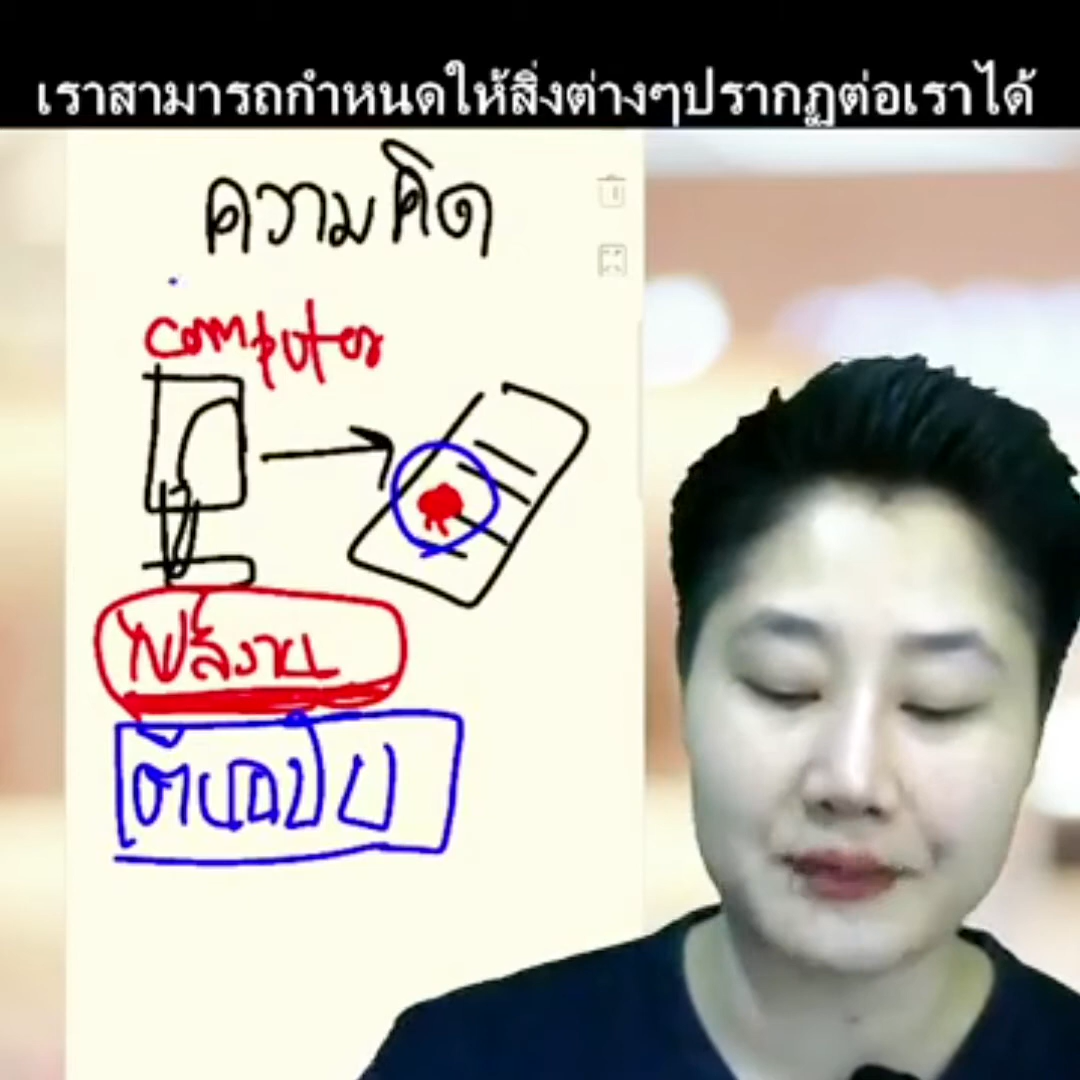 เราสามารถกำหนดให้สิ่งต่างๆปรากฏต่อเราได้
ความคิด
computer
ไฟล์งาน
ต้นฉบับ